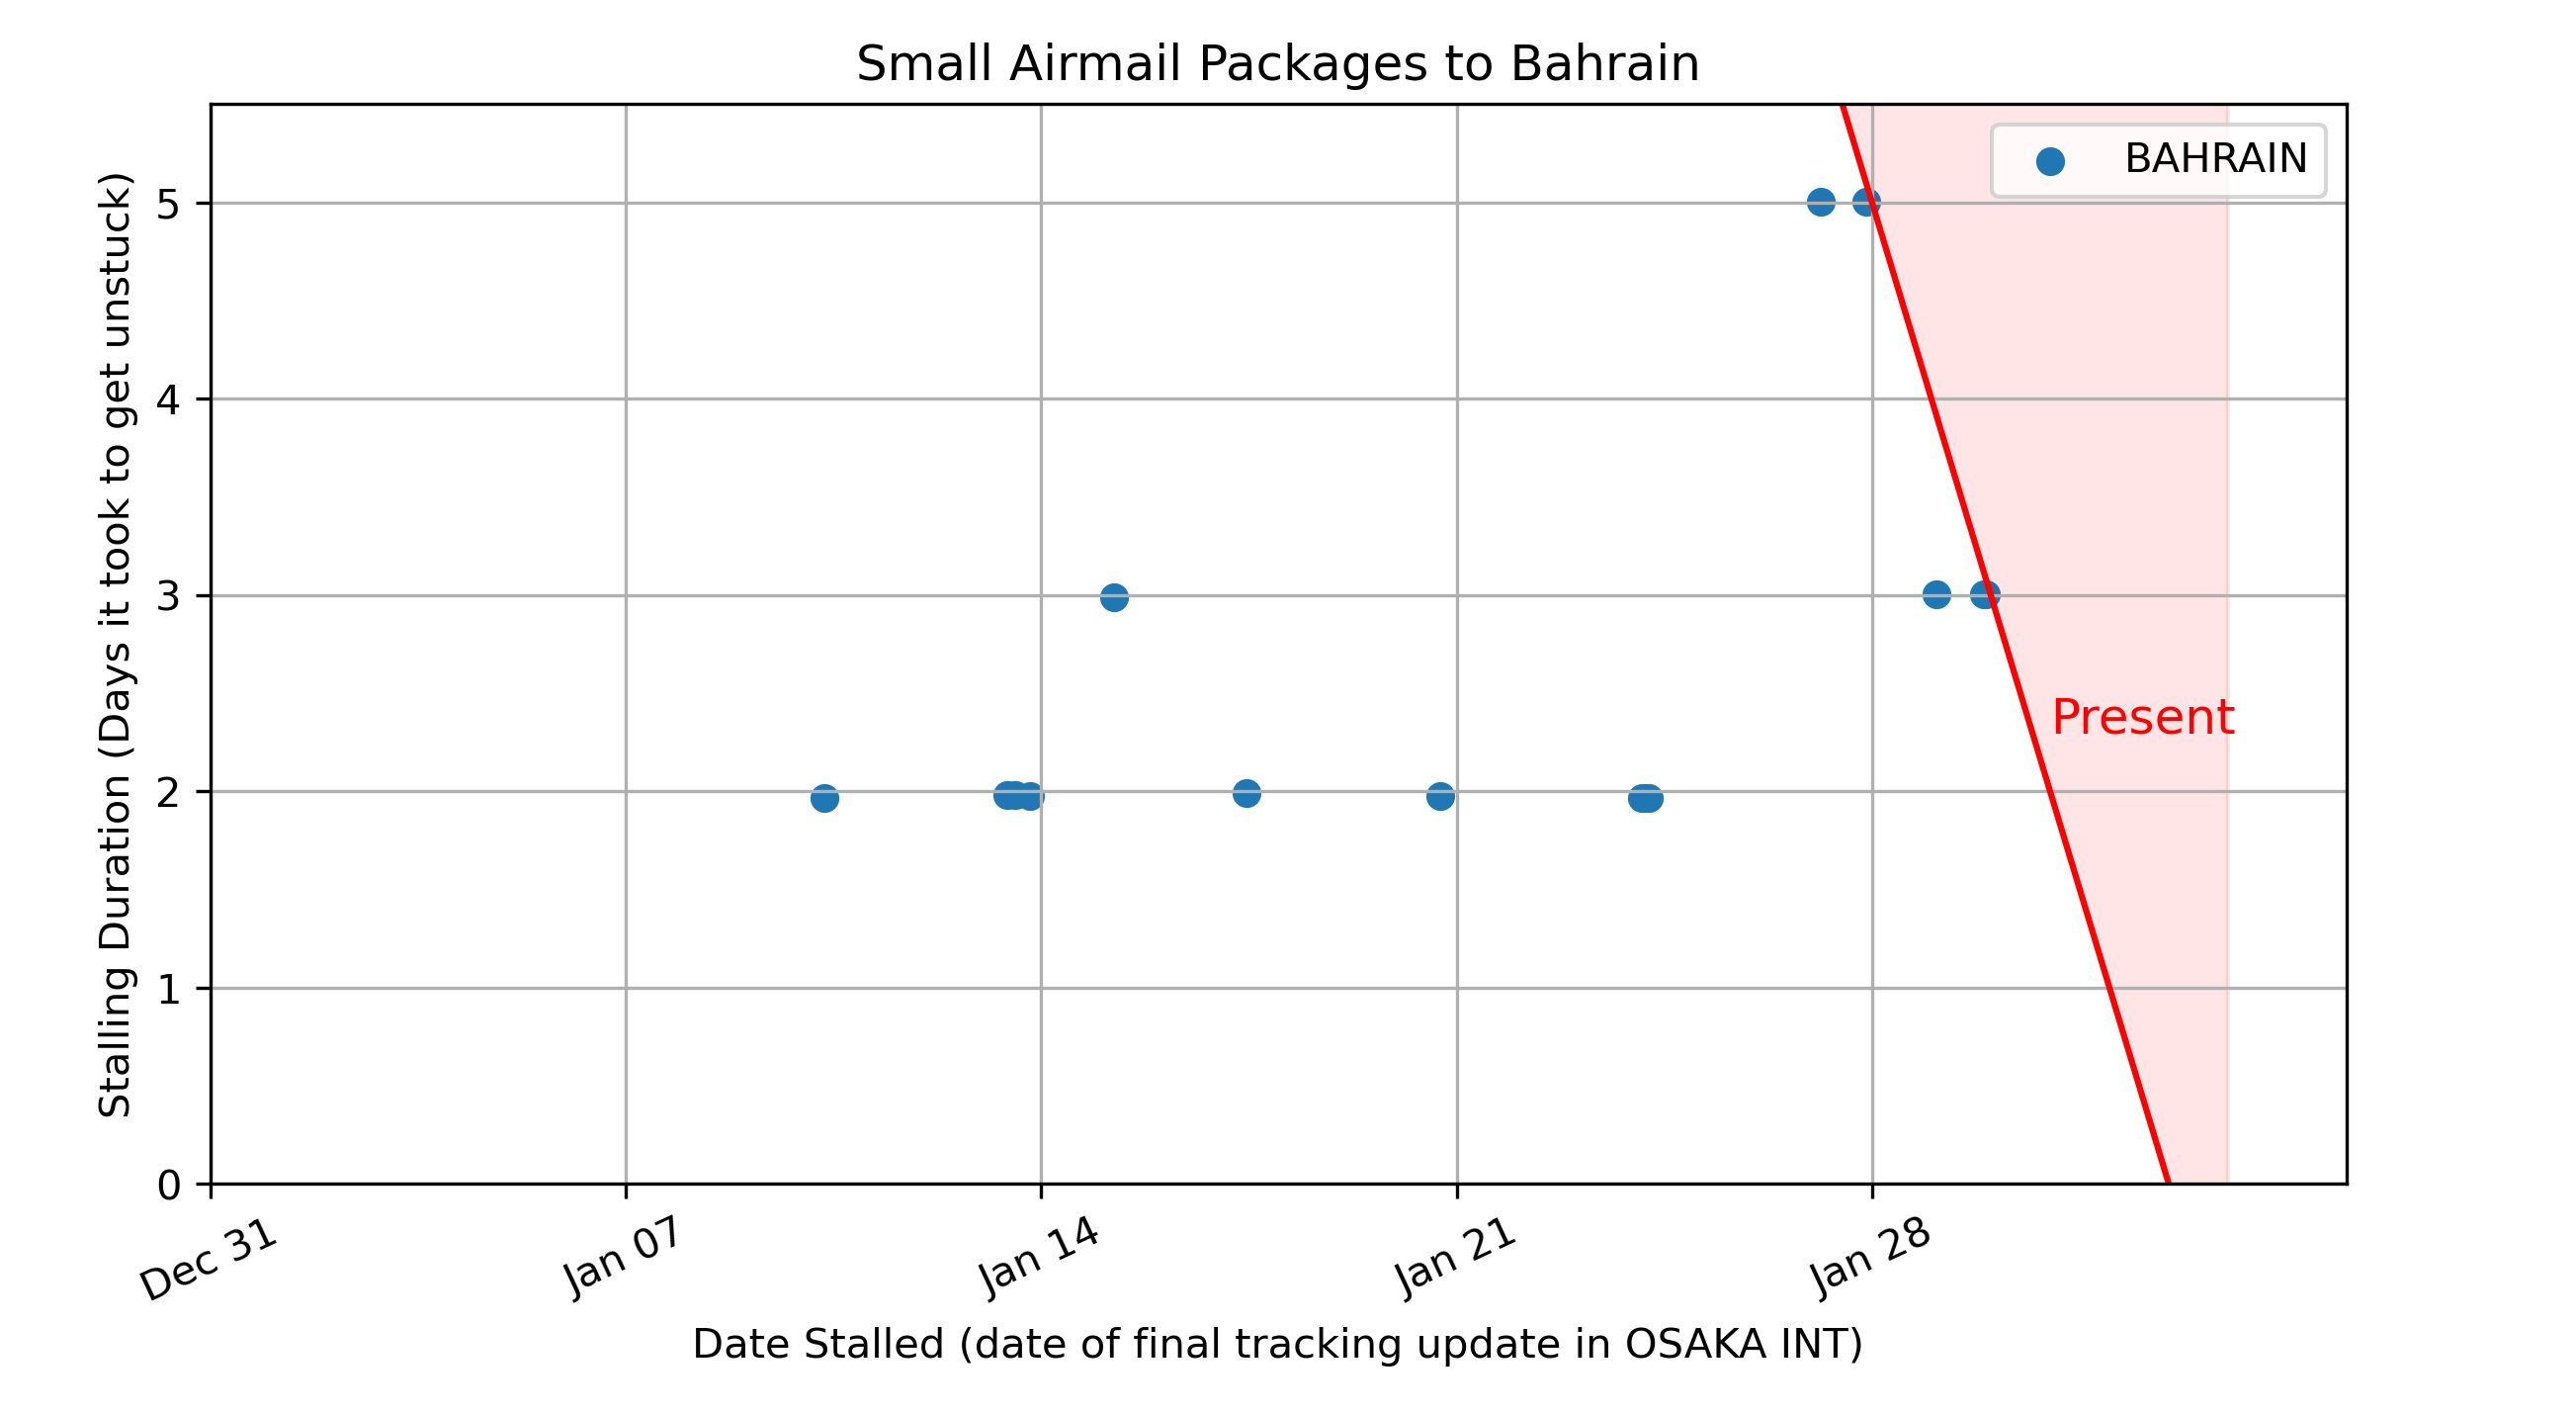 Small Airmail Packages to Bahrain
BAHRAIN
Stalling Duration (Days it took to get unstuck)
5
4
3
2
1
0
Present
Dec 31
Jan 07
Jan 14
Jan 21
Jan 28
Date Stalled (date of final tracking update in OSAKA INT)